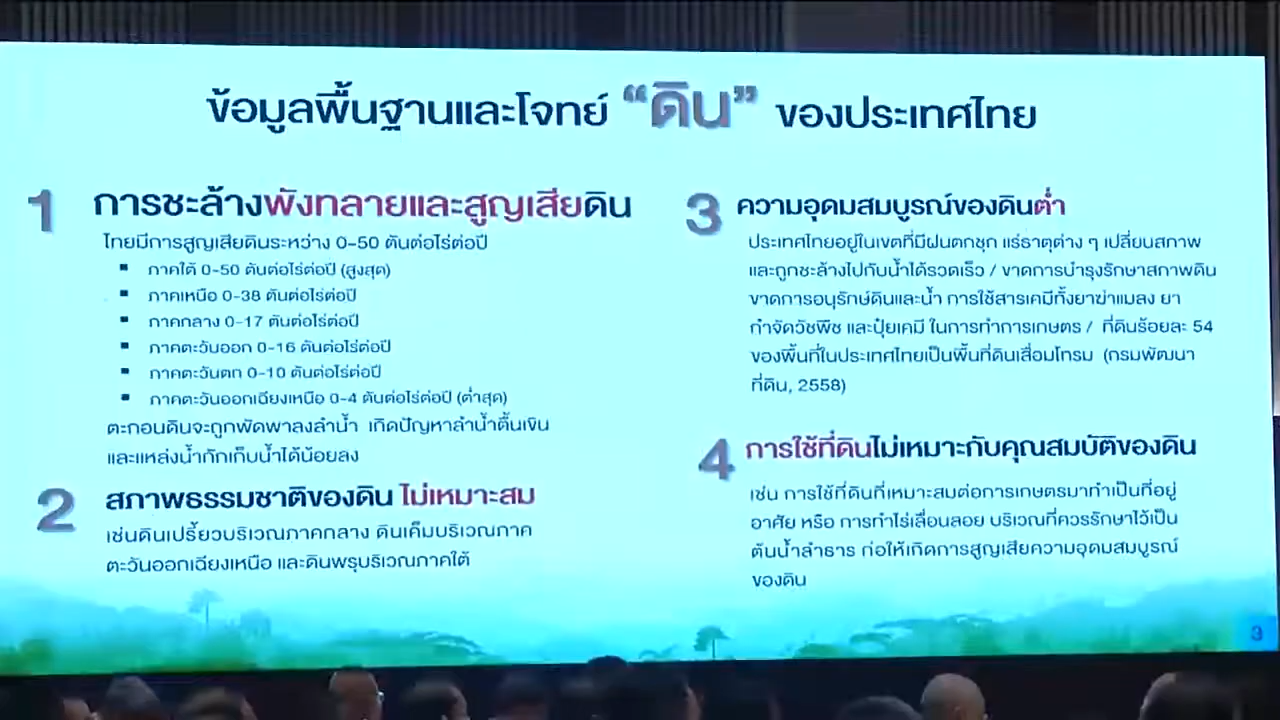 ข้อมูลพื้นฐานและโจทย์ “ดิน” ของประเทศไทย
1 การชะล้างพังทลายและสูญเสียดิน
ไทยมีการสูญเสียดินระหว่าง 0-50 ตันต่อไร่ต่อปี
▪ ภาคใต้ 0-50 ตันต่อไร่ต่อปี (สูงสุด)
▪ ภาคเหนือ 0-38 ตันต่อไร่ต่อปี
▪ ภาคกลาง 0-17 ตันต่อไร่ต่อปี
▪ ภาคตะวันออก 0-16 ตันต่อไร่ต่อปี
▪ ภาคตะวันตก 0-10 ตันต่อไร่ต่อปี
▪ ภาคตะวันออกเฉียงเหนือ 0-4 ตันต่อไร่ต่อปี (ต่ำสุด)
ตะกอนดินจะถูกพัดพาลงลำน้ำ เกิดปัญหาลำน้ำตื้นเขิน
และแหล่งน้ำกักเก็บน้ำได้น้อยลง
2 สภาพธรรมชาติของดิน ไม่เหมาะสม
เช่นดินเปรี้ยวบริเวณภาคกลาง ดินเค็มบริเวณภาค
ตะวันออกเฉียงเหนือ และดินพรุบริเวณภาคใต้
3 ความอุดมสมบูรณ์ของดินต่ำ
ประเทศไทยอยู่ในเขตที่มีฝนตกชุก แร่ธาตุต่าง ๆ เปลี่ยนสภาพ
และถูกชะล้างไปกับน้ำได้รวดเร็ว / ขาดการบำรุงรักษาสภาพดิน
ขาดการอนุรักษ์ดินและน้ำ การใช้สารเคมีทั้งยาฆ่าแมลง ยา
กำจัดวัชพืช และปุ๋ยเคมี ในการทำการเกษตร / ที่ดินร้อยละ 54
ของพื้นที่ในประเทศไทยเป็นพื้นที่ดินเสื่อมโทรม (กรมพัฒนา
ที่ดิน, 2558)
4 การใช้ที่ดินไม่เหมาะกับคุณสมบัติของดิน
เช่น การใช้ที่ดินที่เหมาะสมต่อการเกษตรมาทำเป็นที่อยู่
อาศัย หรือ การทำไร่เลื่อนลอย บริเวณที่ควรรักษาไว้เป็น
ต้นน้ำลำธาร ก่อให้เกิดการสูญเสียความอุดมสมบูรณ์
ของดิน
3